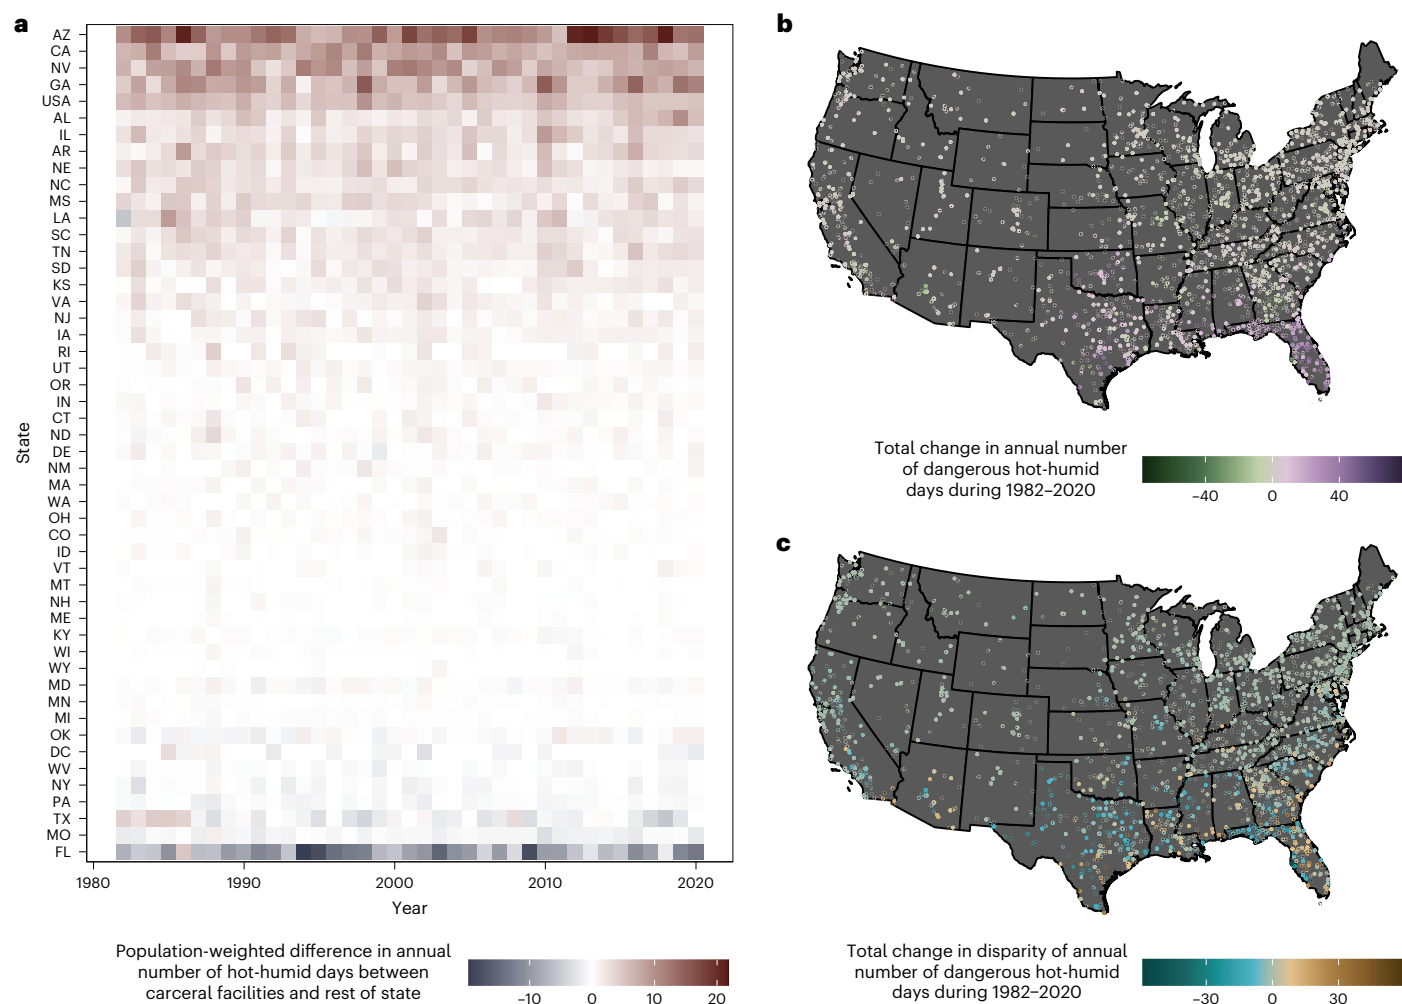 a
State
AZ
CA
NV
GA
USA
AL
IL
AR
NE
NC
MS
LA
SC
TN
SD
KS
VA
NJ
IA
RI
UT
OR
IN
CT
ND
DE
NM
MA
WA
OH
CO
ID
VT
MT
NH
ME
KY
WI
WY
MD
MN
MI
OK
DC
WV
NY
PA
TX
MO
FL
1980 1990 2000 2010 2020
Year
Population-weighted difference in annual
number of hot-humid days between
carceral facilities and rest of state
−10 0 10 20
b
Total change in annual number
of dangerous hot-humid
days during 1982–2020
−40 0 40
c
Total change in disparity of annual
number of dangerous hot-humid
days during 1982–2020
−30 0 30